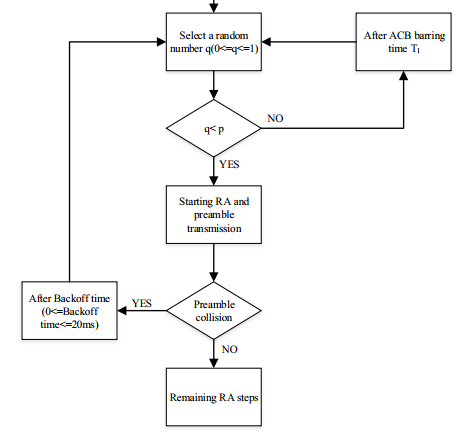 Select a random
number q(0<=q<=1)
After ACB barring
time T1
q< p
NO
YES
Starting RA and
preamble
transmission
After Backoff time
(0<=Backoff
time<=20ms)
YES
Preamble
collision
NO
Remaining RA steps